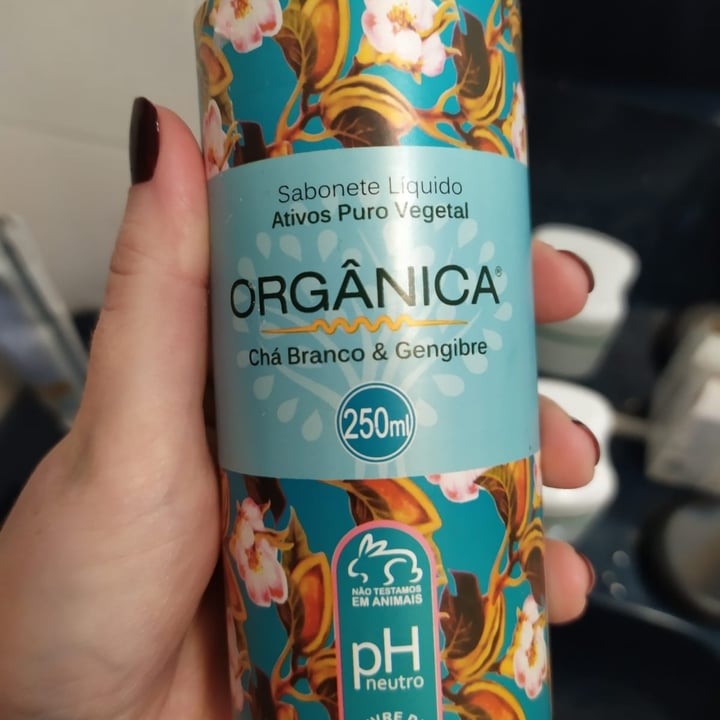 Sabonete Líquido
Ativos Puro Vegetal
ORGÂNICA®
Chá Branco & Gengibre
250ml
NÃO TESTAMOS
EM ANIMAIS
pH
neutro